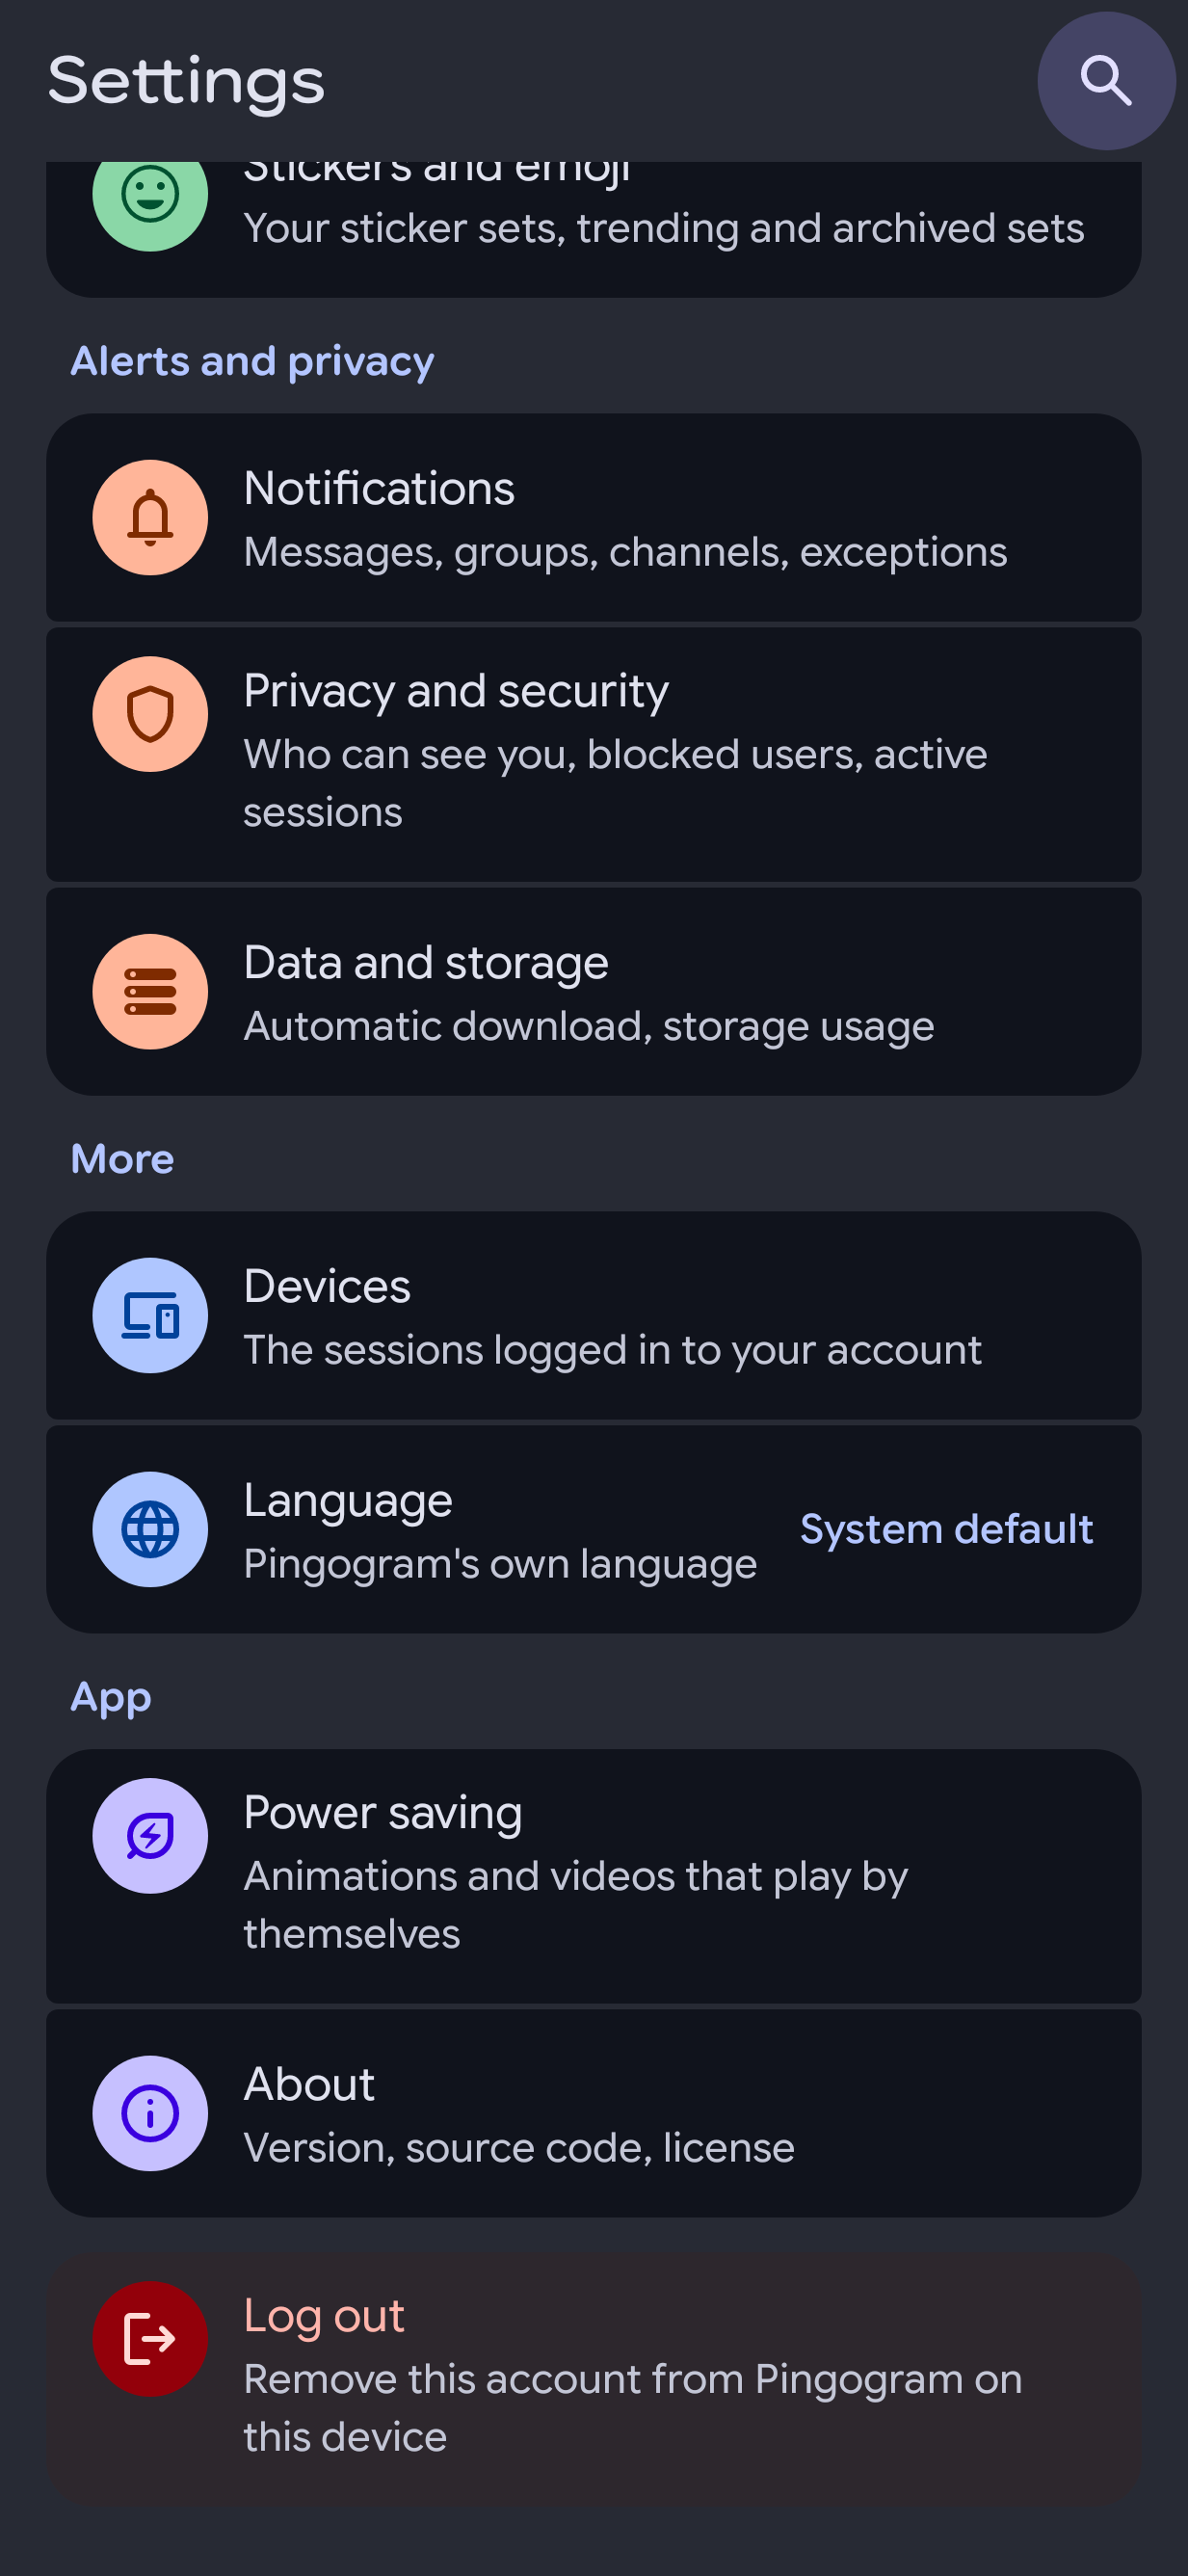 Settings
Stickers and emoji
Your sticker sets, trending and archived sets
Alerts and privacy
Notifications
Messages, groups, channels, exceptions
Privacy and security
Who can see you, blocked users, active
sessions
Data and storage
Automatic download, storage usage
More
Devices
The sessions logged in to your account
Language
Pingogram's own language
System default
App
Power saving
Animations and videos that play by
themselves
About
Version, source code, license
Log out
Remove this account from Pingogram on
this device